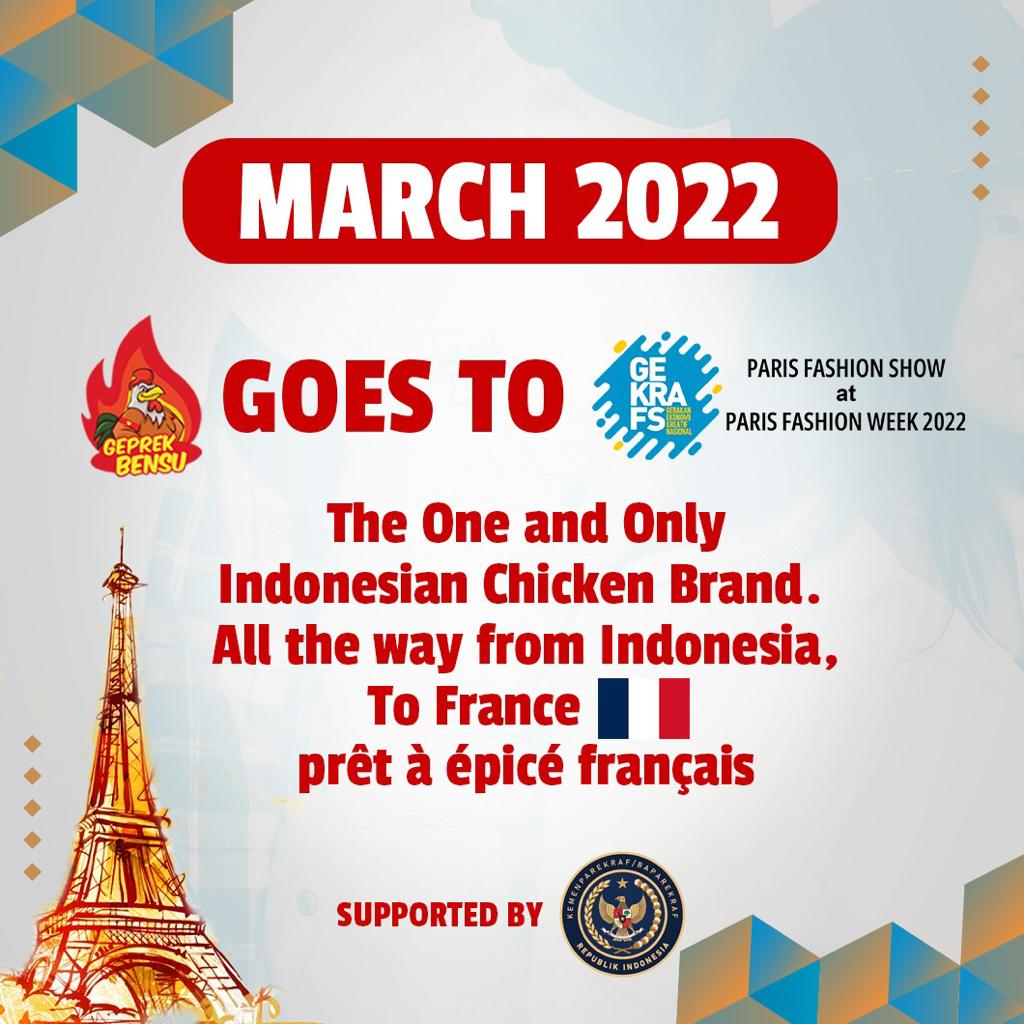 MARCH 2022
GEPREK
BENSU
GOES TO
GE
KRA
FS
GERAKAN
EKONOMI
KREATIF
NASIONAL
PARIS FASHION SHOW
at
PARIS FASHION WEEK 2022
The One and Only
Indonesian Chicken Brand.
All the way from Indonesia,
To France
prêt à épicé français
SUPPORTED BY
KEMENPAREKRAF/BAPAREKRAF
REPUBLIK INDONESIA